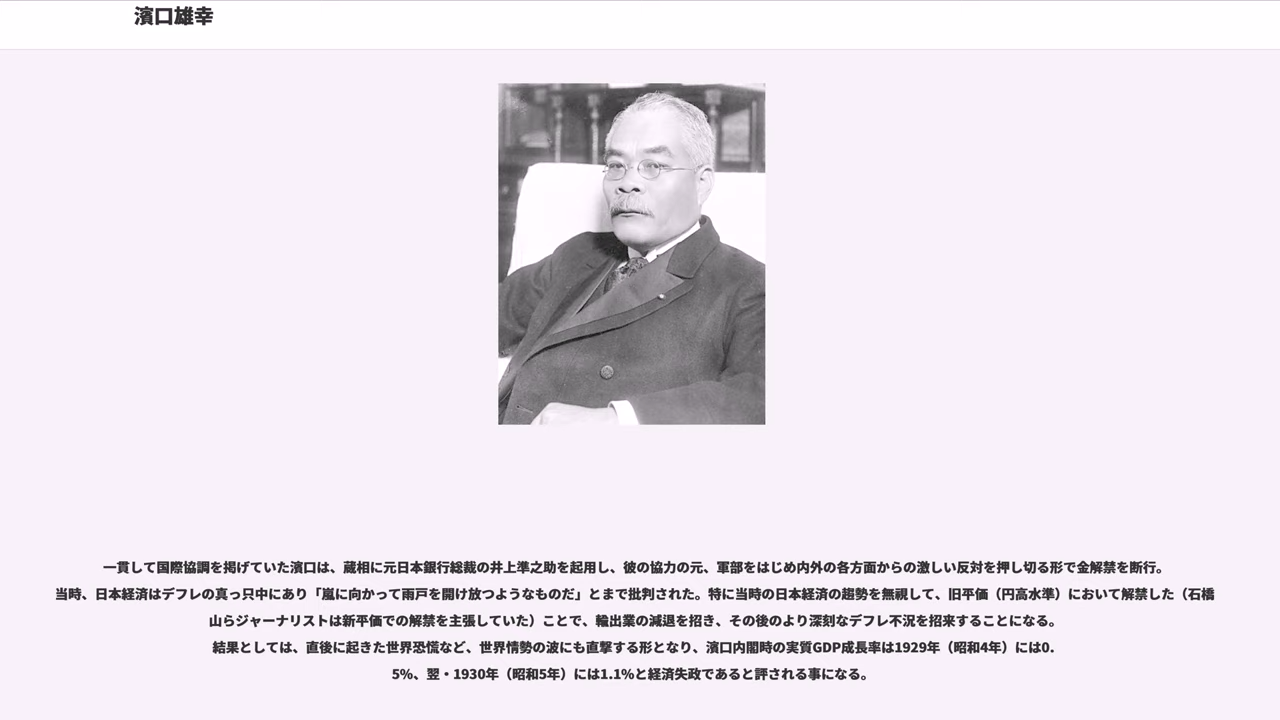 濱口雄幸
一貫して国際協調を掲げていた濱口は、蔵相に元日本銀行総裁の井上準之助を起用し、彼の協力の元、軍部をはじめ内外の各方面からの激しい反対を押し切る形で金解禁を断行。
当時、日本経済はデフレの真っ只中にあり「嵐に向かって雨戸を開け放つようなものだ」とまで批判された。特に当時の日本経済の趨勢を無視して、旧平価（円高水準）において解禁した（石橋
山らジャーナリストは新平価での解禁を主張していた）ことで、輸出業の減退を招き、その後のより深刻なデフレ不況を招来することになる。
結果としては、直後に起きた世界恐慌など、世界情勢の波にも直撃する形となり、濱口内閣時の実質GDP成長率は1929年（昭和4年）には0.
5%、翌・1930年（昭和5年）には1.1%と経済失政であると評される事になる。